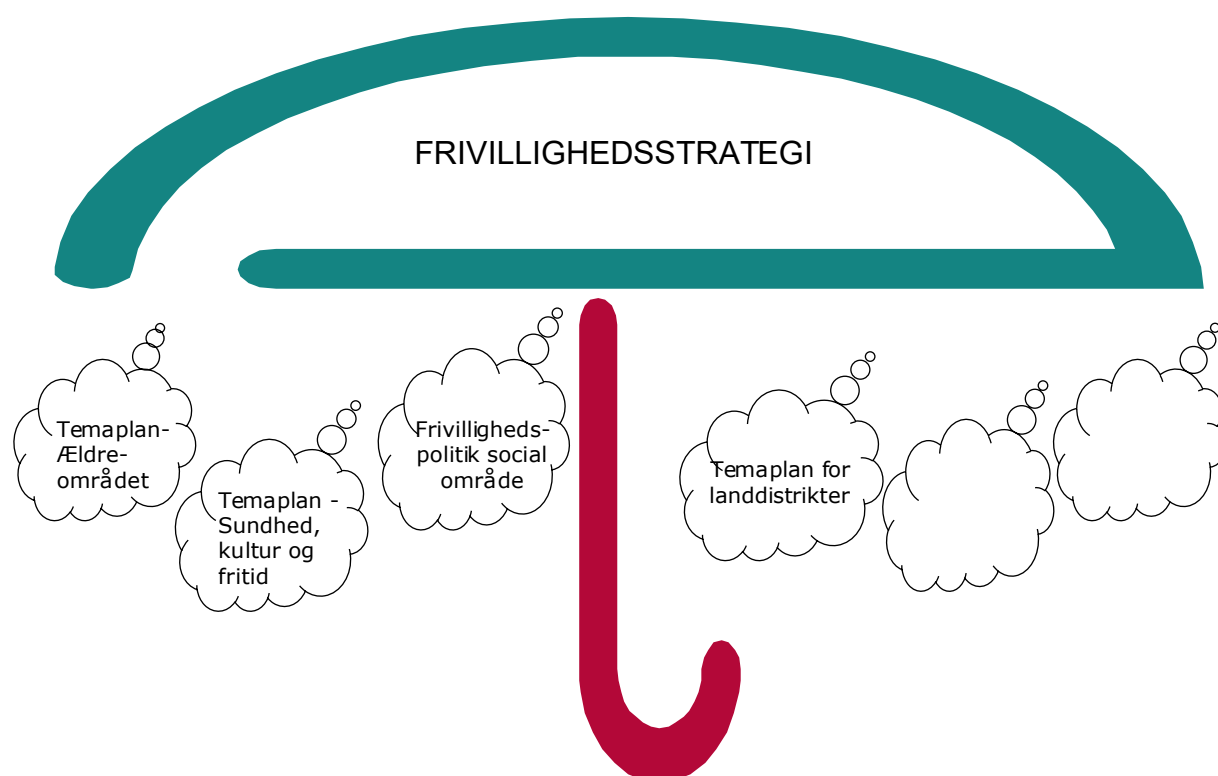 FRIVILLIGHEDSSTRATEGI
Temaplan-
Ældre-
området
Temaplan -
Sundhed,
kultur og
fritid
Frivilligheds-
politik social
område
Temaplan for
landdistrikter